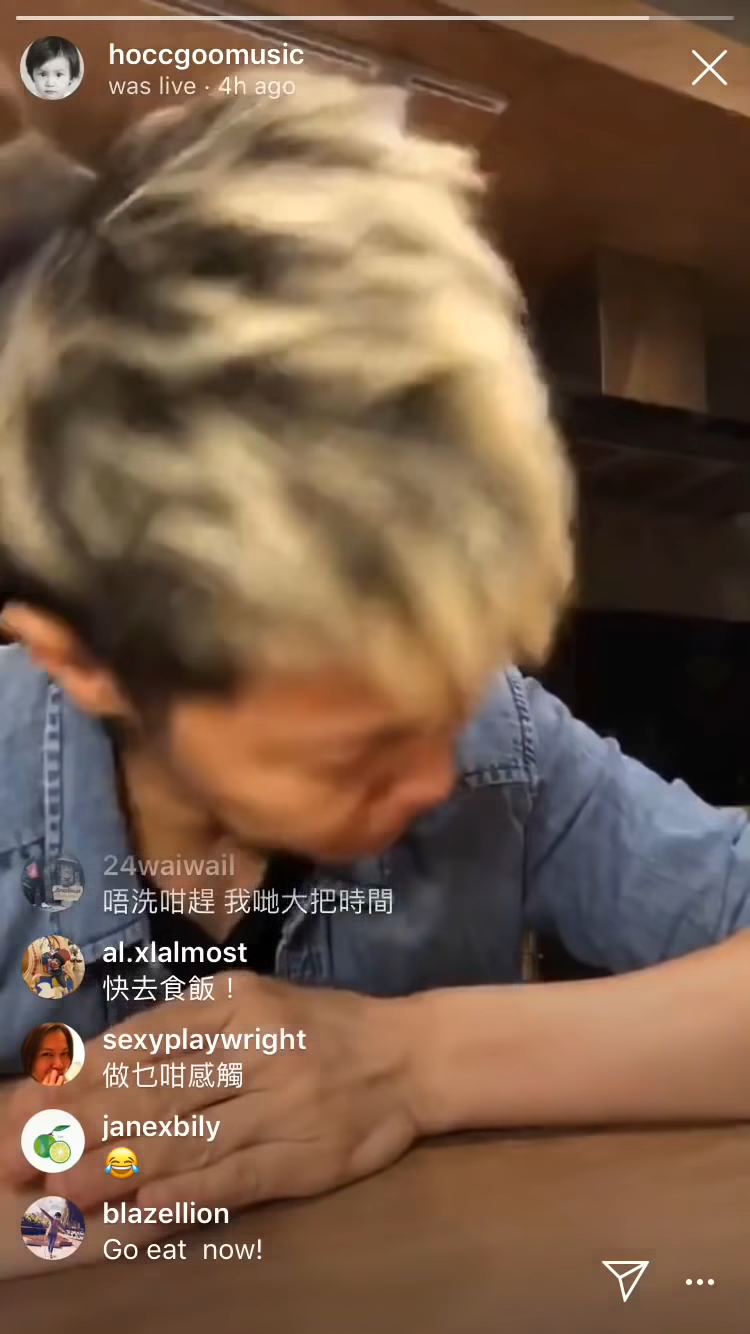 hoccgoomusic
was live · 4h ago
24waiwail
唔洗咁趕 我哋大把時間
al.xlalmost
快去食飯！
sexyplaywright
做乜咁感觸
janexbily
😂
blazellion
Go eat  now!